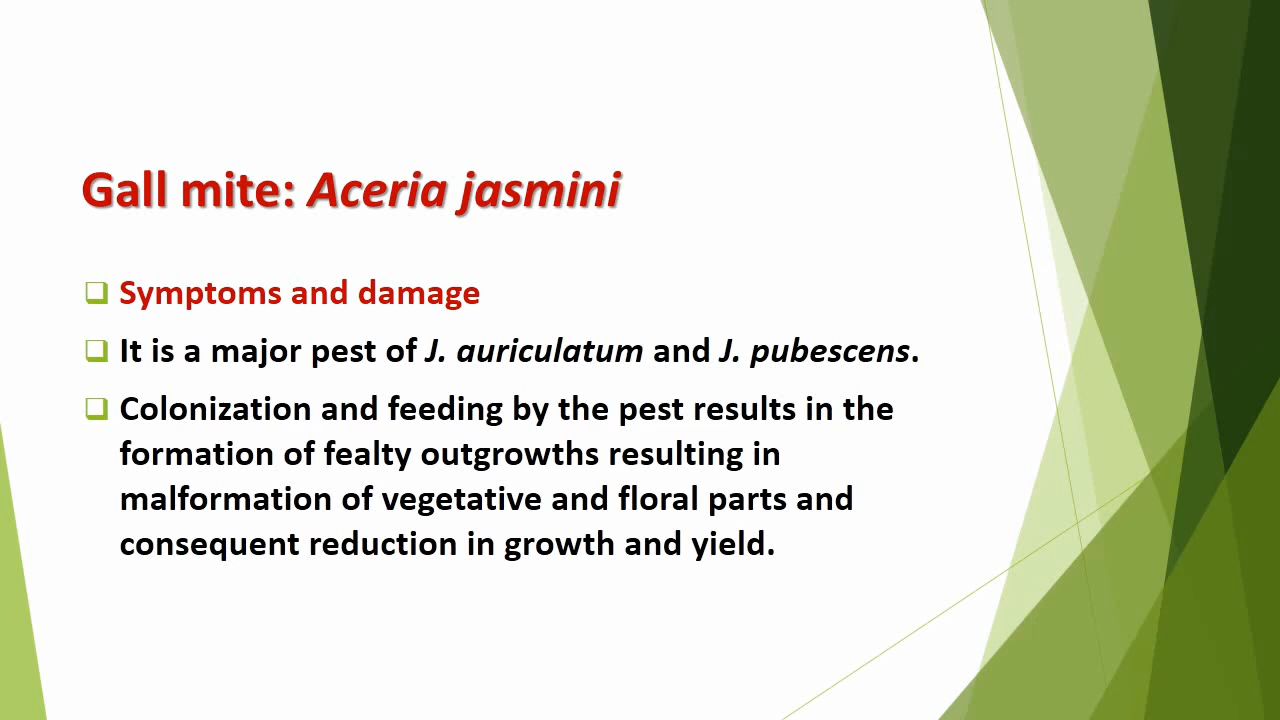 Gall mite: Aceria jasmini
Symptoms and damage
It is a major pest of J. auriculatum and J. pubescens.
Colonization and feeding by the pest results in the
formation of fealty outgrowths resulting in
malformation of vegetative and floral parts and
consequent reduction in growth and yield.